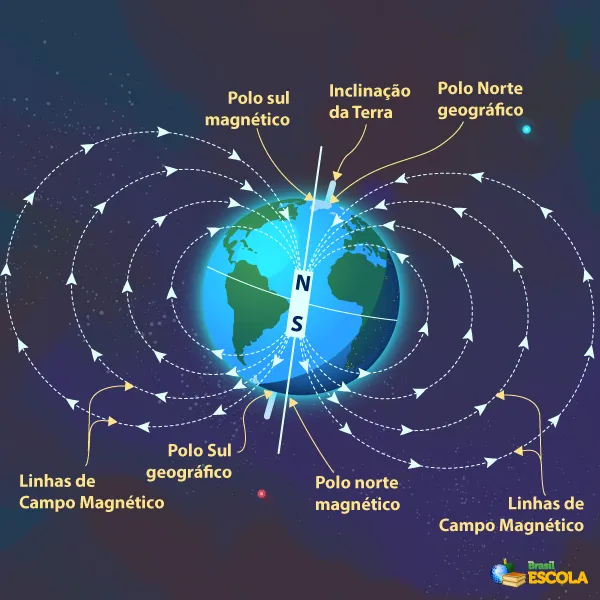 Polo sul
magnético
Inclinação
da Terra
Polo Norte
geográfico
N
S
Polo Sul
geográfico
Linhas de
Campo Magnético
Polo norte
magnético
Linhas de
Campo Magnético
Brasil
ESCOLA